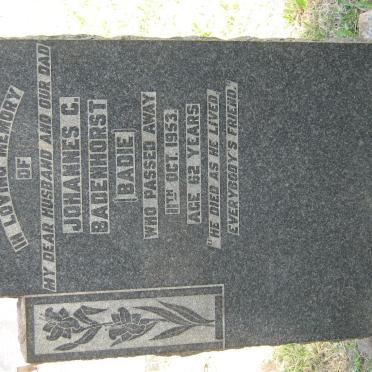 IN LOVING MEMORY
OF
MY DEAR HUSBAND AND OUR DAD
JOHANNES C.
BADENHORST
(BADIE)
WHO PASSED AWAY
11TH OCT. 1953.
AGE 62 YEARS.
"HE DIED AS HE LIVED
EVERYBODY'S FRIEND."